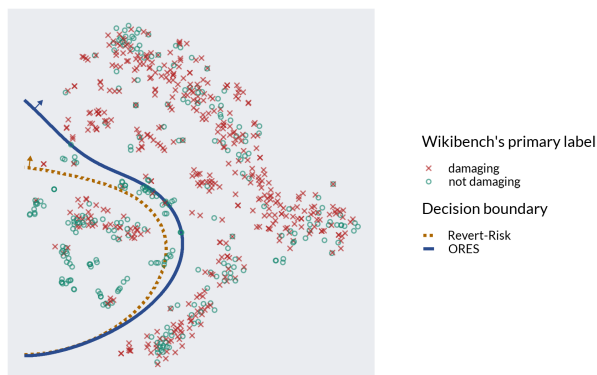 Wikibench's primary label
damaging
not damaging
Decision boundary
Revert-Risk
ORES